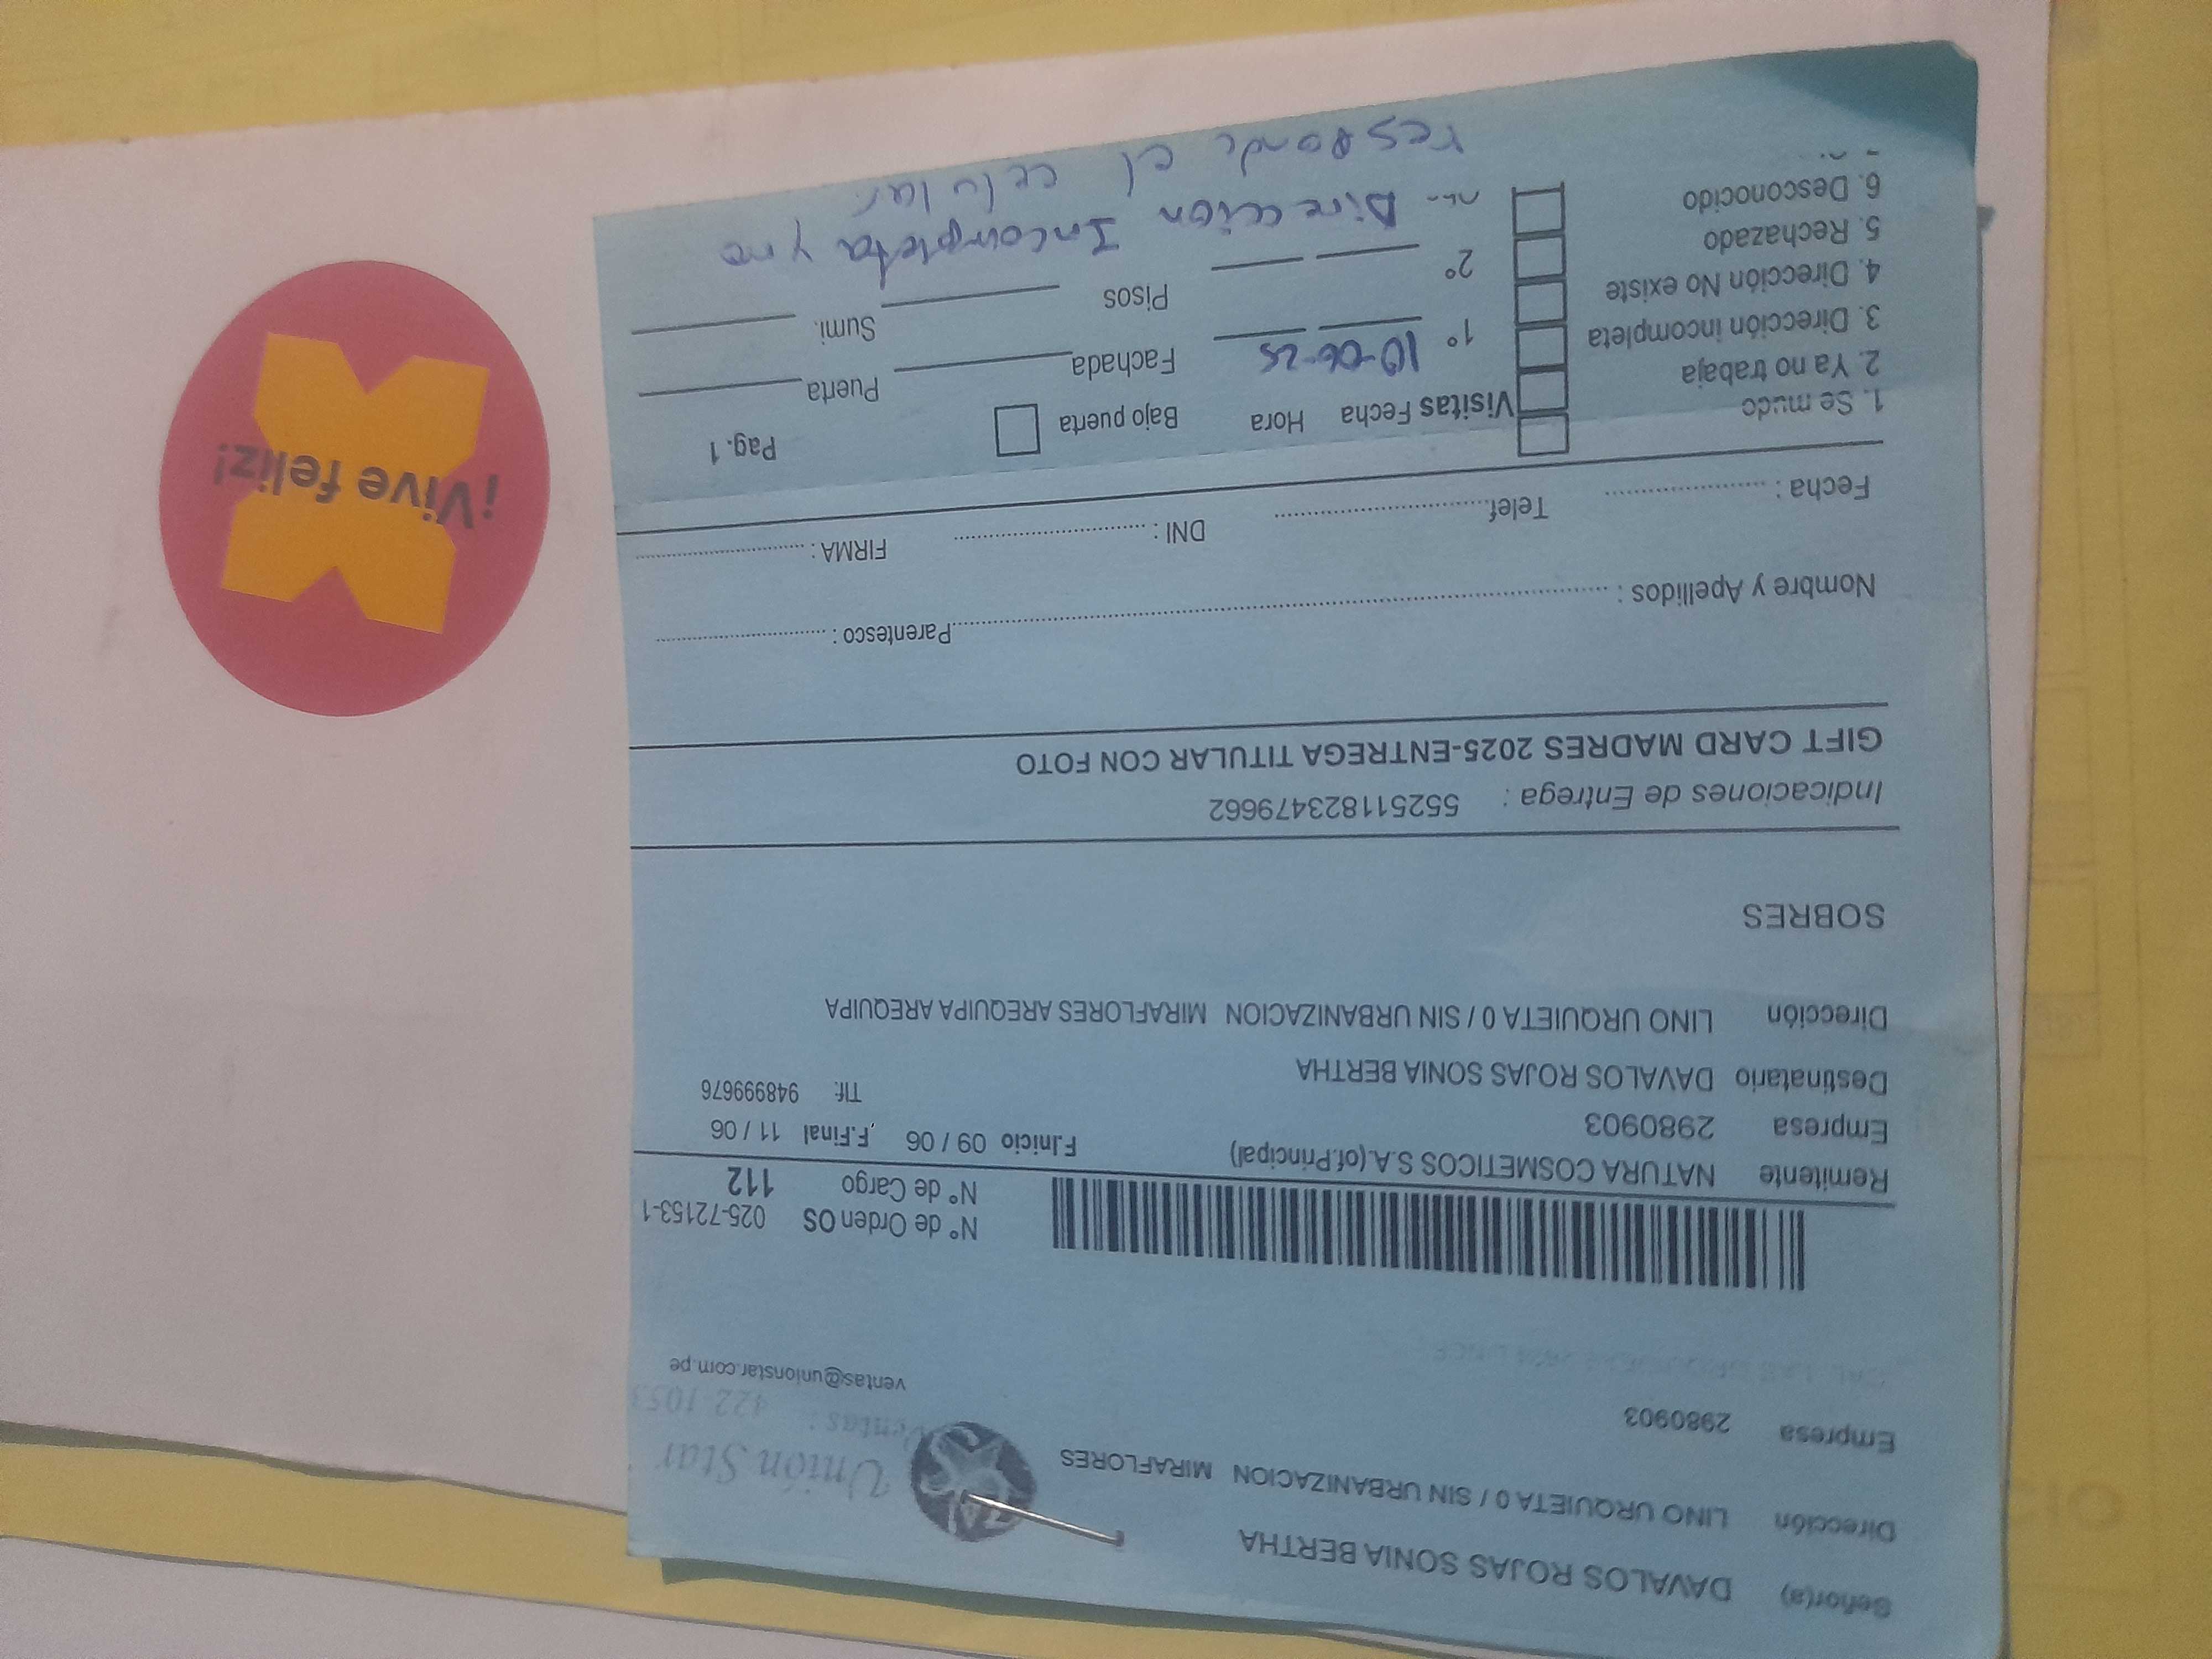 Señor(a) DAVALOS ROJAS SONIA BERTHA
Dirección LINO URQUIETA 0 / SIN URBANIZACION MIRAFLORES
Empresa 2980903
Unión Star
Ventas: 422 1053
ventas@unionstar.com.pe
N° de Orden OS 025-72153-1
N° de Cargo 112
Remitente NATURA COSMETICOS S.A.(of.Principal)
Empresa 2980903 F.Inicio 09 / 06 F.Final 11 / 06
Destinatario DAVALOS ROJAS SONIA BERTHA Tlf: 948999676
Dirección LINO URQUIETA 0 / SIN URBANIZACION MIRAFLORES AREQUIPA AREQUIPA
SOBRES
Indicaciones de Entrega : 552511823479662
GIFT CARD MADRES 2025-ENTREGA TITULAR CON FOTO
Nombre y Apellidos : Parentesco :
Fecha : Telef. DNI : FIRMA :
1. Se mudo
2. Ya no trabaja
3. Dirección incompleta
4. Dirección No existe
5. Rechazado
6. Desconocido
Visitas Fecha Hora Bajo puerta Pag. 1
1° 10-06-25 Fachada Puerta
2° Pisos Sumi.
Dirección Incompleta y no
responde el celular.
¡Vive feliz!